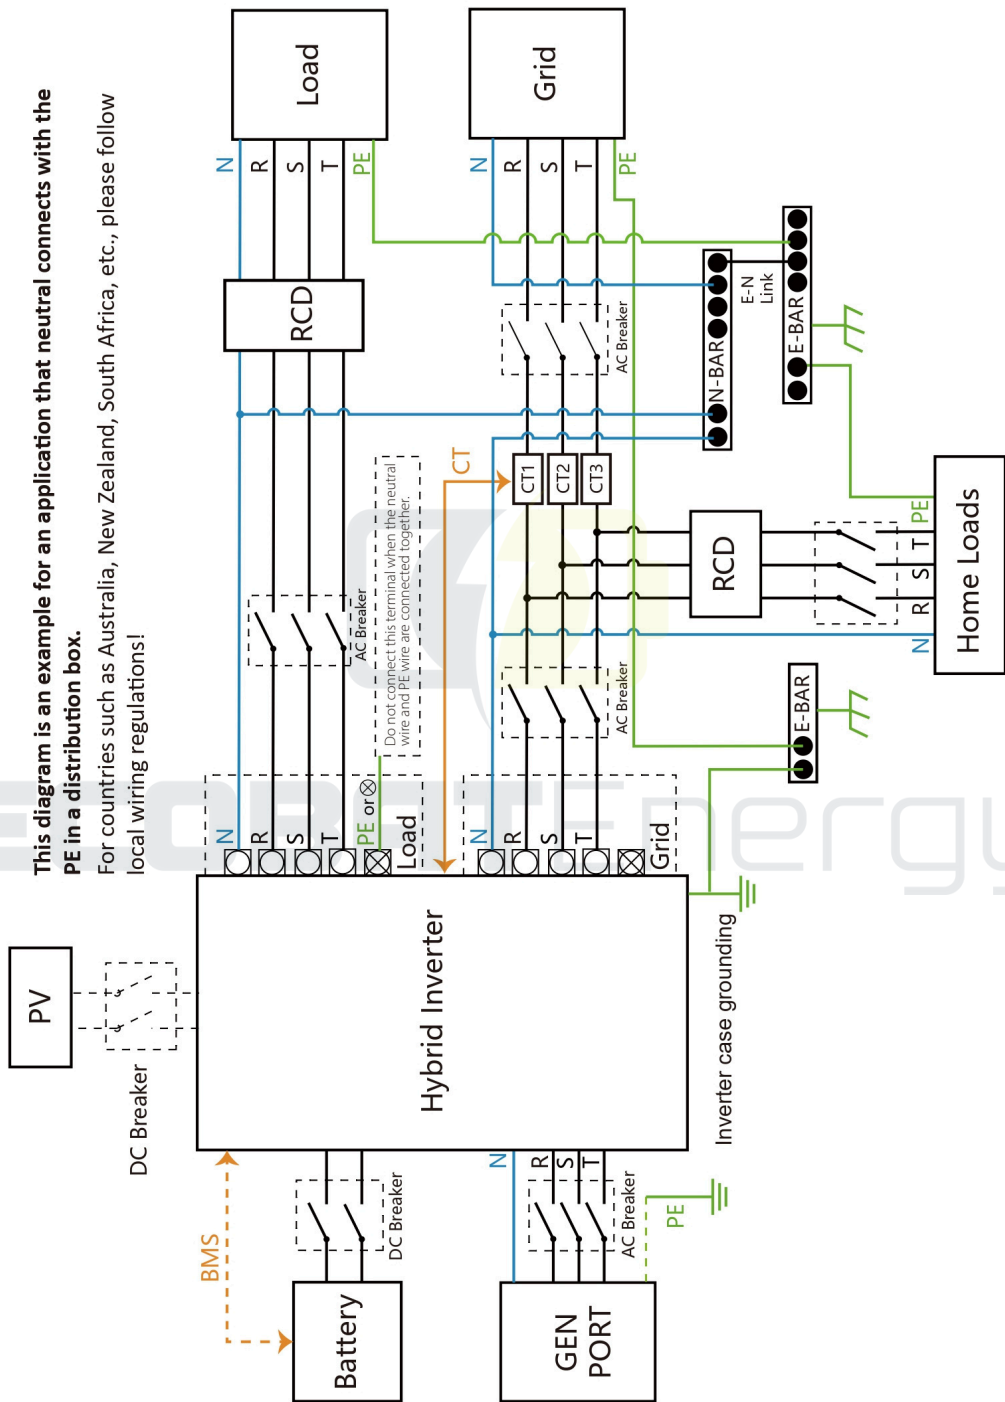 This diagram is an example for an application that neutral connects with the
PE in a distribution box.
For countries such as Australia, New Zealand, South Africa, etc., please follow
local wiring regulations!
PV
DC Breaker
BMS
Battery
DC Breaker
GEN
PORT
N
R
S
T
AC Breaker
PE
Hybrid Inverter
Inverter case grounding
N
R
S
T
PE or
Load
N
R
S
T
Grid
Do not connect this terminal when the neutral
wire and PE wire are connected together.
AC Breaker
RCD
N
R
S
T
PE
Load
CT
AC Breaker
CT1
CT2
CT3
AC Breaker
N
R
S
T
PE
Grid
RCD
N
R
S
T
PE
Home Loads
E-BAR
N-BAR
E-N
Link
E-BAR
Energy